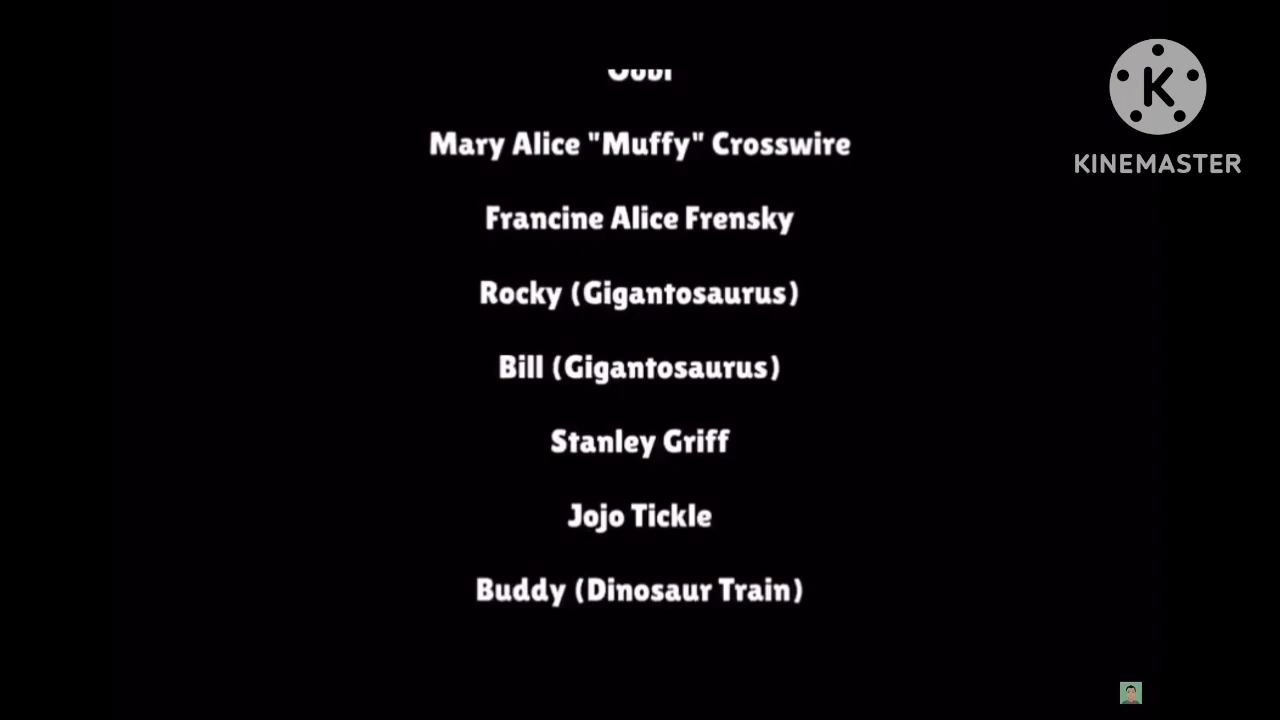 Mary Alice "Muffy" Crosswire
Francine Alice Frensky
Rocky (Gigantosaurus)
Bill (Gigantosaurus)
Stanley Griff
Jojo Tickle
Buddy (Dinosaur Train)
K
KINEMASTER